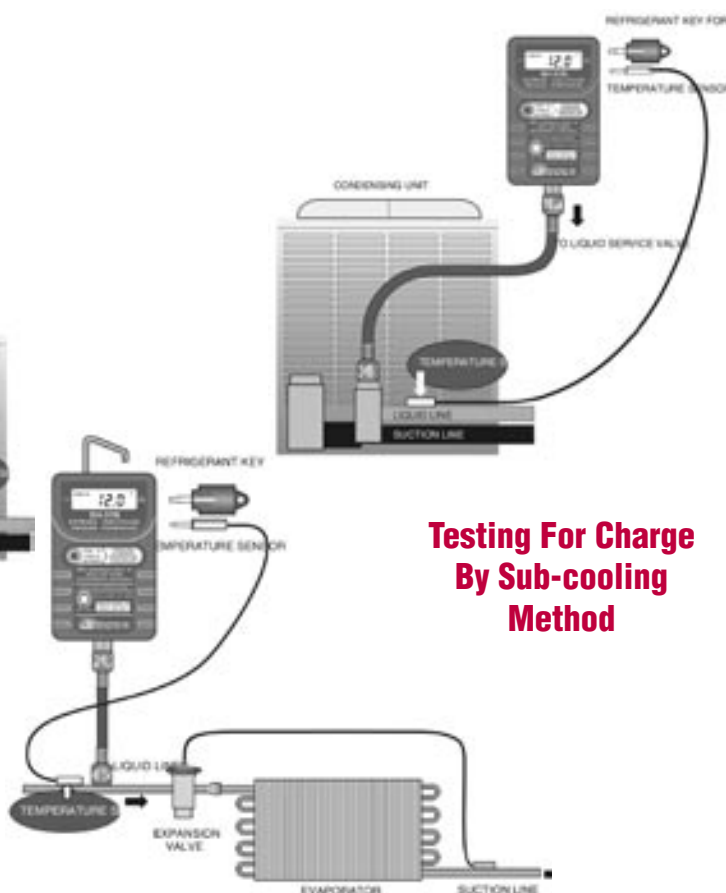 REFRIGERANT KEY FOR
12.0
TEMPERATURE SENSOR
CONDENSING UNIT
TO LIQUID SERVICE VALVE
TEMPERATURE S
LIQUID LINE
SUCTION LINE
REFRIGERANT KEY
12.0
TEMPERATURE SENSOR
Testing For Charge
By Sub-cooling
Method
LIQUID LINE
TEMPERATURE S
EXPANSION
VALVE
EVAPORATOR
SUCTION LINE